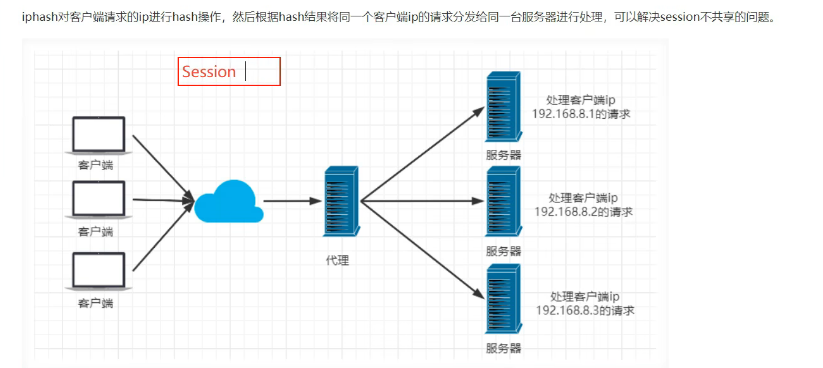 iphash对客户端请求的ip进行hash操作，然后根据hash结果将同一个客户端ip的请求分发给同一台服务器进行处理，可以解决session不共享的问题。
Session
处理客户端ip
192.168.8.1的请求
服务器
客户端
处理客户端ip
192.168.8.2的请求
客户端
服务器
代理
处理客户端ip
192.168.8.3的请求
客户端
服务器